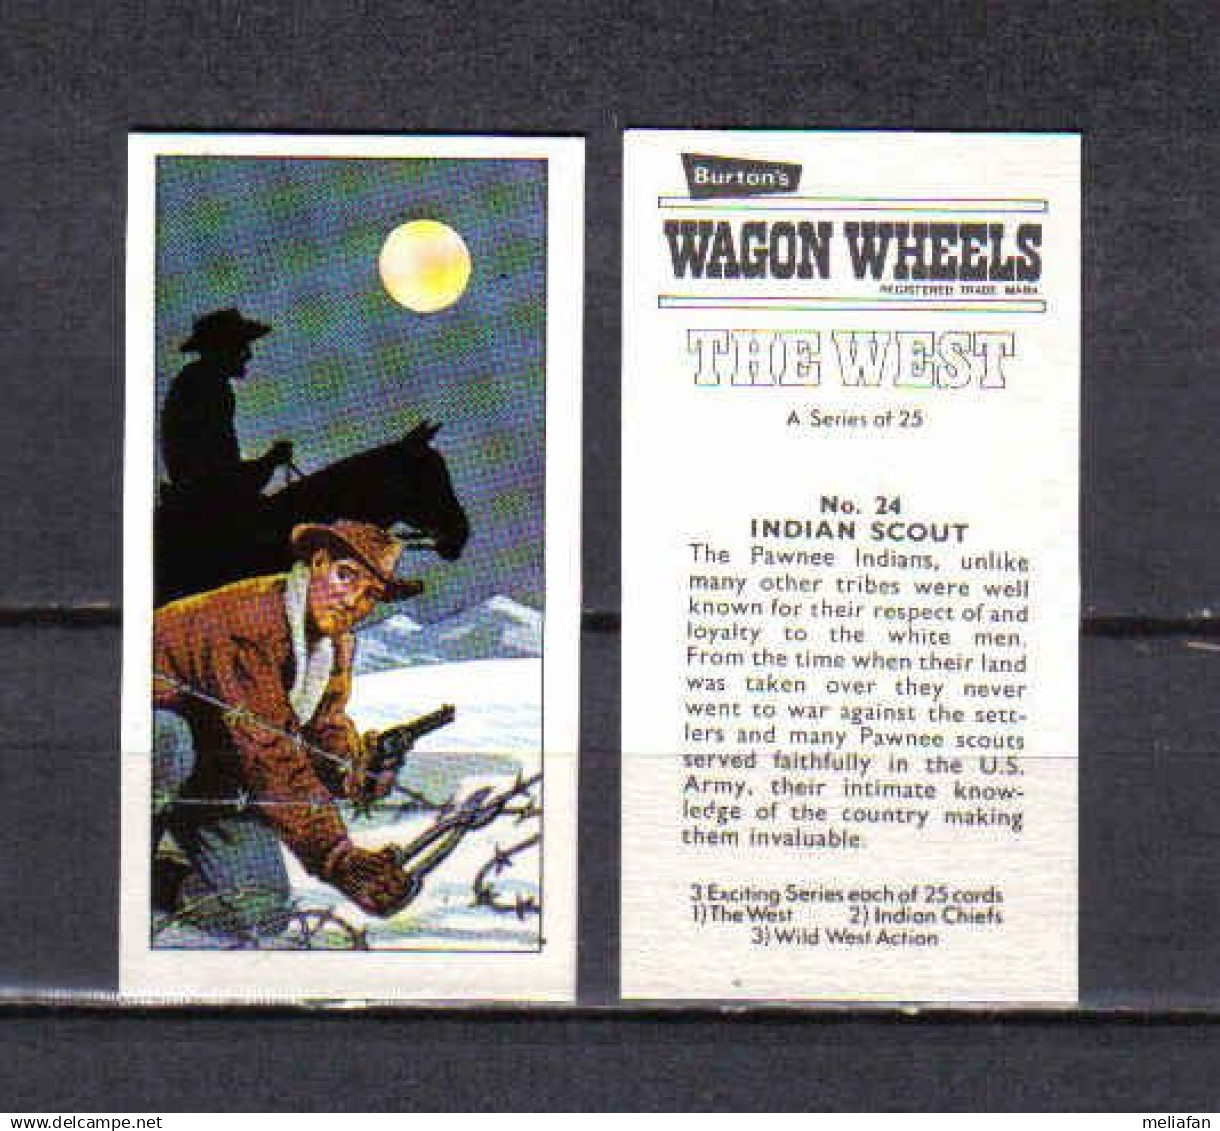 Burton's
WAGON WHEELS
REGISTERED TRADE MARK
THE WEST
A Series of 25
No. 24
INDIAN SCOUT
The Pawnee Indians, unlike
many other tribes were well
known for their respect of and
loyalty to the white men.
From the time when their land
was taken over they never
went to war against the sett-
lers and many Pawnee scouts
served faithfully in the U.S.
Army, their intimate know-
ledge of the country making
them invaluable.
3 Exciting Series each of 25 cards
1) The West 2) Indian Chiefs
3) Wild West Action
meliafan